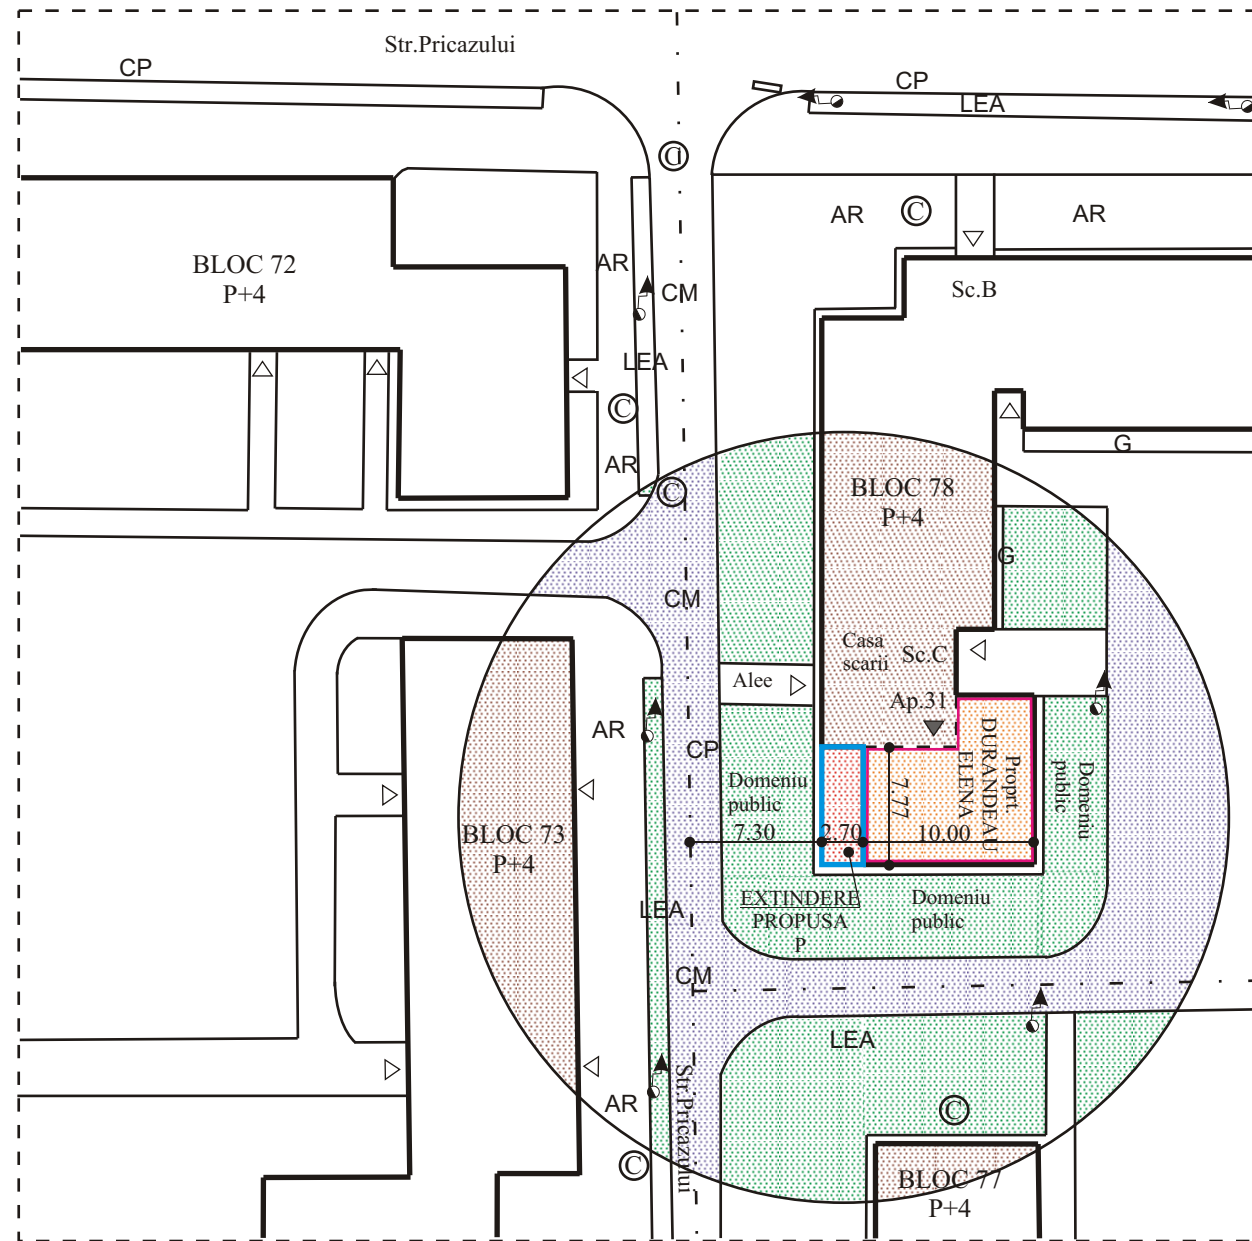 Str.Pricazului
CP
CP
LEA
C
AR
C
AR
BLOC 72
P+4
AR
CM
Sc.B
LEA
C
G
AR
C
BLOC 78
P+4
G
CM
Casa
scarii
Sc.C
Alee
Ap.31
AR
CP
Domeniu
public
Proprt.
DURANDEAU
ELENA
Domeniu
public
7.77
7.30
2.70
10.00
BLOC 73
P+4
LEA
EXTINDERE
PROPUSA
P
Domeniu
public
CM
LEA
Str.Pricazului
AR
C
C
BLOC 77
P+4